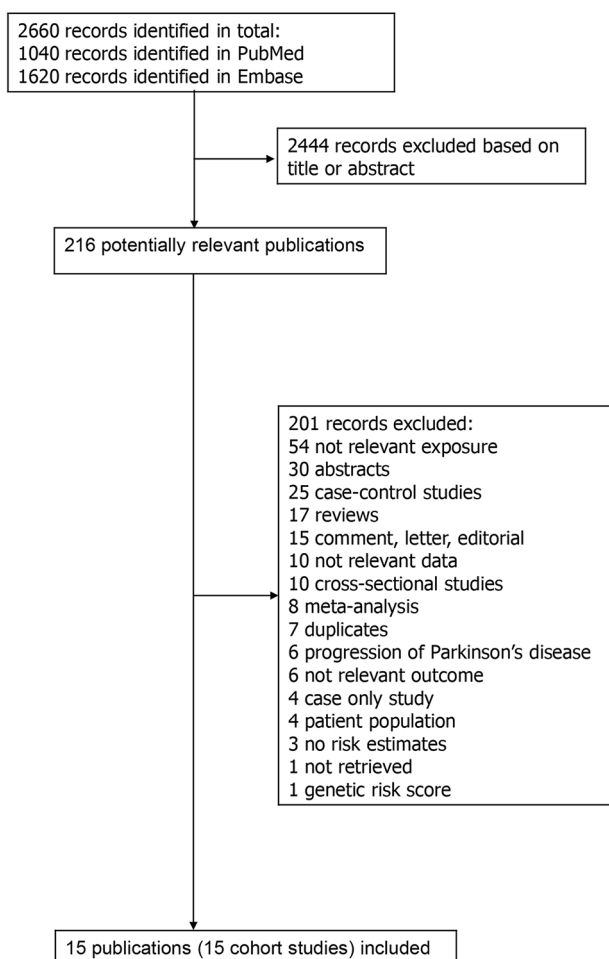 2660 records identified in total:
1040 records identified in PubMed
1620 records identified in Embase
2444 records excluded based on
title or abstract
216 potentially relevant publications
201 records excluded:
54 not relevant exposure
30 abstracts
25 case-control studies
17 reviews
15 comment, letter, editorial
10 not relevant data
10 cross-sectional studies
8 meta-analysis
7 duplicates
6 progression of Parkinson's disease
6 not relevant outcome
4 case only study
4 patient population
3 no risk estimates
1 not retrieved
1 genetic risk score
15 publications (15 cohort studies) included